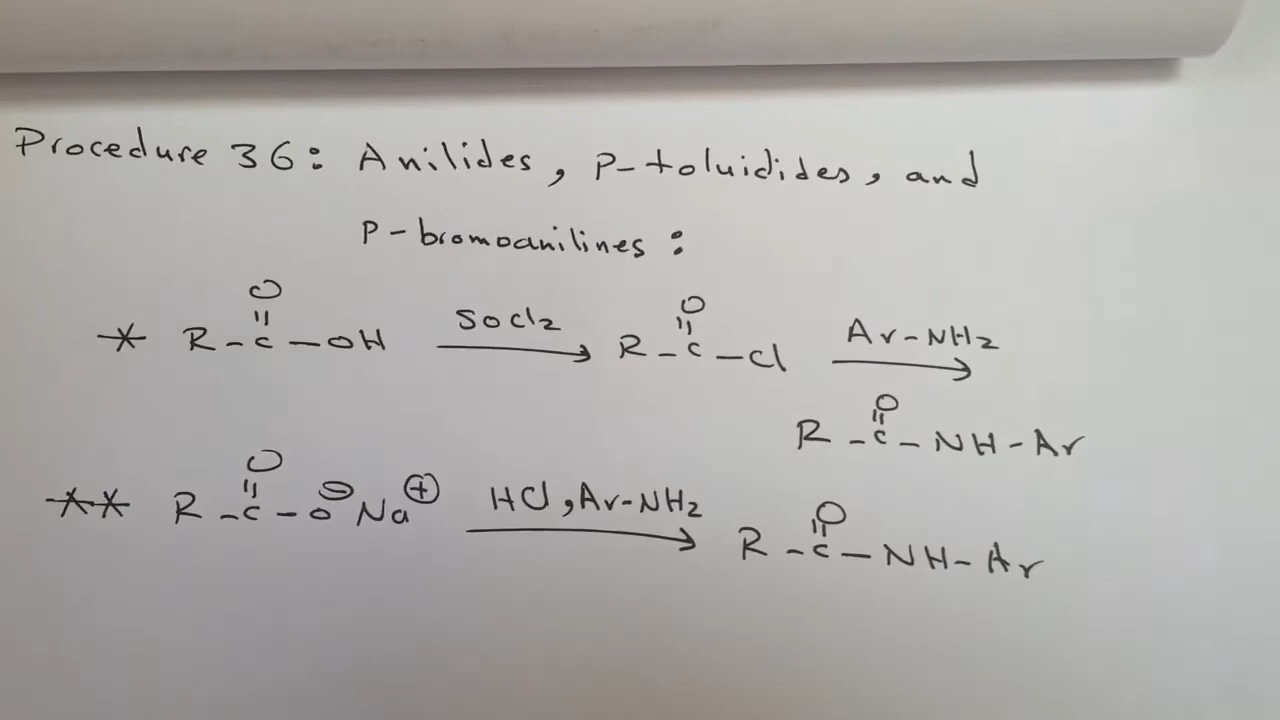 Procedure 36: Anilides, p-toluidides, and
p-bromoanilines:
O
* R-C-OH SOCl2 R-C-Cl Ar-NH2
O
O
R-C-NH-Ar
O
** R-C-O⊖ Na⊕ HCl, Ar-NH2 R-C-NH-Ar
O